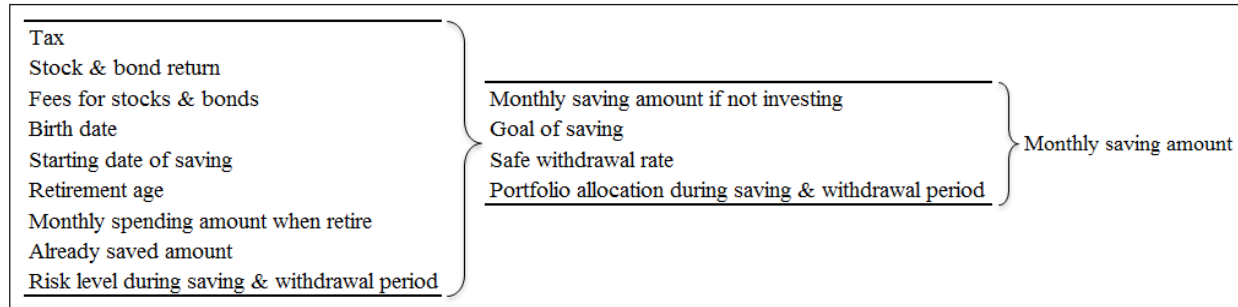 Tax
Stock & bond return
Fees for stocks & bonds
Birth date
Starting date of saving
Retirement age
Monthly spending amount when retire
Already saved amount
Risk level during saving & withdrawal period
Monthly saving amount if not investing
Goal of saving
Safe withdrawal rate
Portfolio allocation during saving & withdrawal period
Monthly saving amount